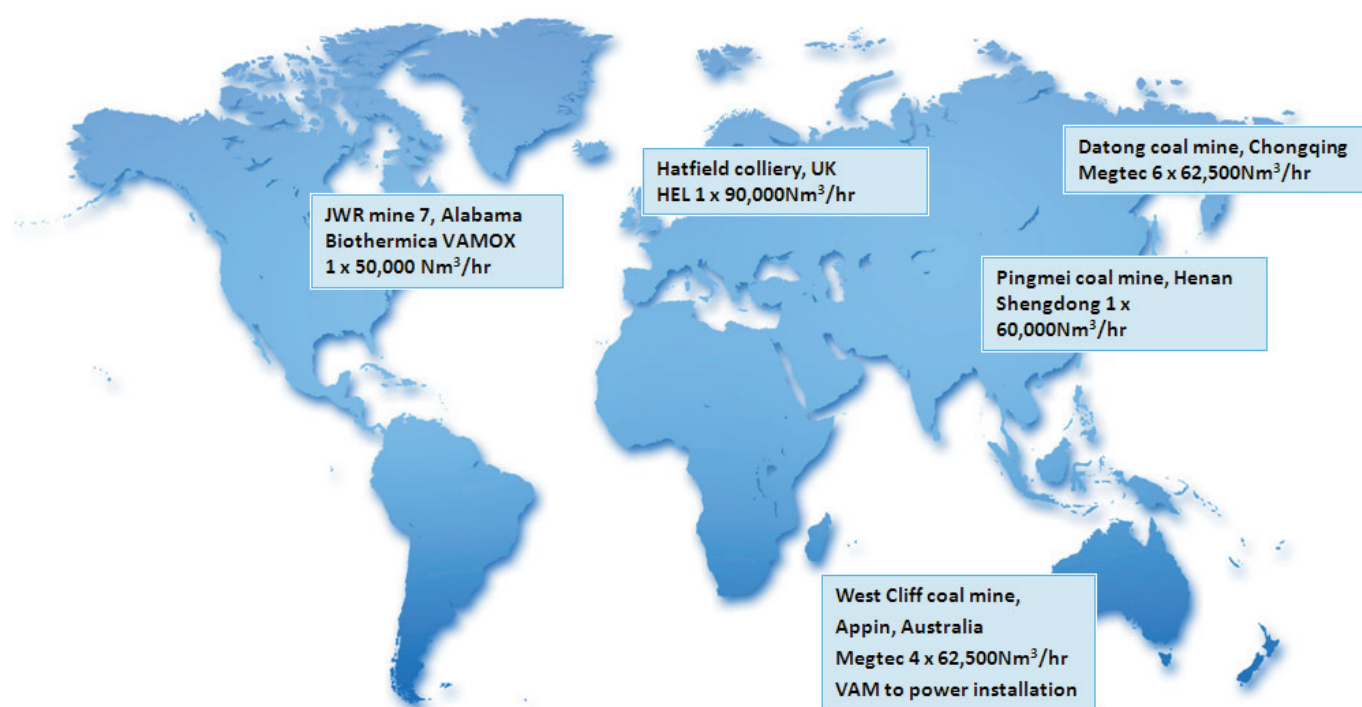 JWR mine 7, Alabama
Biothermica VAMOX
1 x 50,000 Nm³/hr
Hatfield colliery, UK
HEL 1 x 90,000Nm³/hr
Datong coal mine, Chongqing
Megtec 6 x 62,500Nm³/hr
Pingmei coal mine, Henan
Shengdong 1 x
60,000Nm³/hr
West Cliff coal mine,
Appin, Australia
Megtec 4 x 62,500Nm³/hr
VAM to power installation